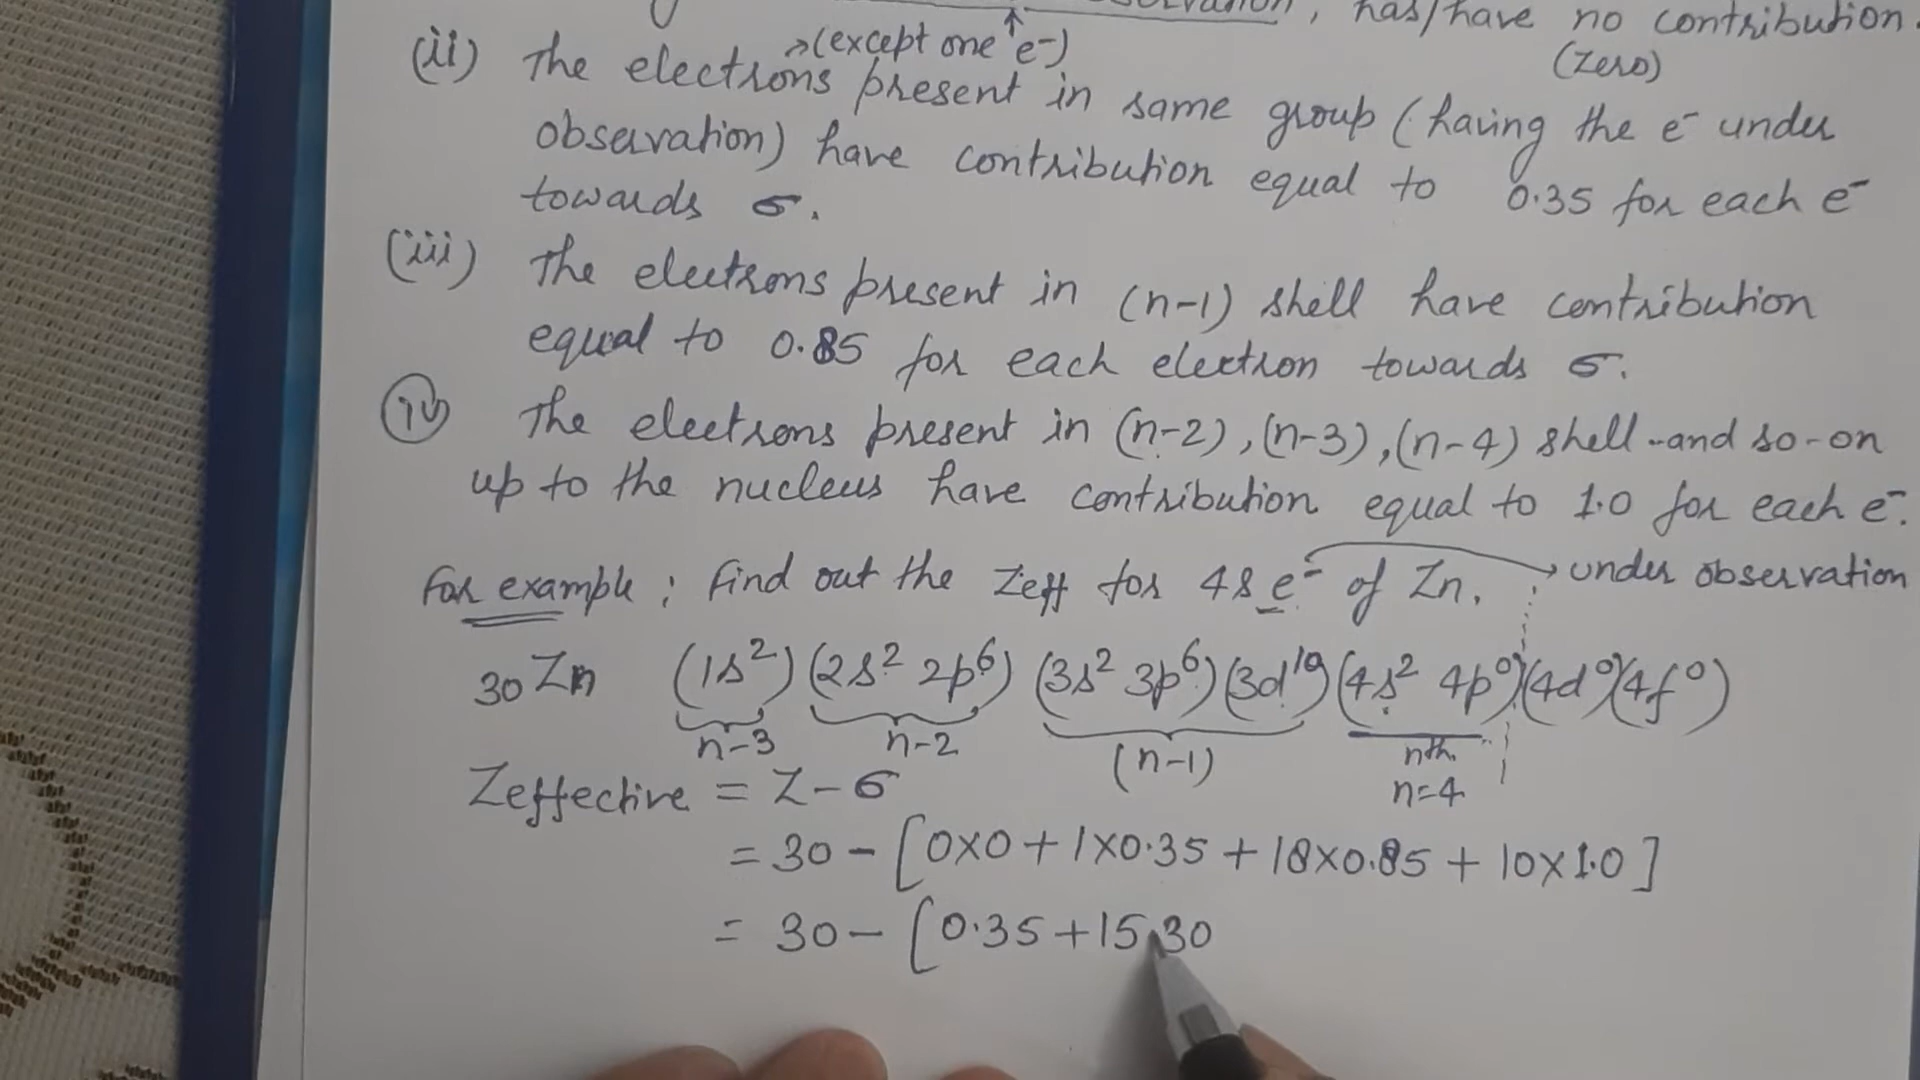 , has/have no contribution.
(ii) The electrons →(except one e⁻) present in same group (having the e⁻ under (zero)
observation) have contribution equal to 0.35 for each e⁻
towards σ.
(iii) The electrons present in (n-1) shell have contribution
equal to 0.85 for each electron towards σ.
(iv) The electrons present in (n-2), (n-3), (n-4) shell --and so-on
up to the nucleus have contribution equal to 1.0 for each e⁻.
For example : Find out the Zeff for 4s e⁻ of Zn. → under observation
₃₀Zn (1s²) (2s² 2p⁶) (3s² 3p⁶) (3d¹⁰) (4s² 4p⁰) (4d⁰) (4f⁰)
n-3 n-2 (n-1) nth
n=4
Zeffective = Z-σ
= 30 - [0×0 + 1×0.35 + 18×0.85 + 10×1.0]
= 30 - [0.35 + 15.30